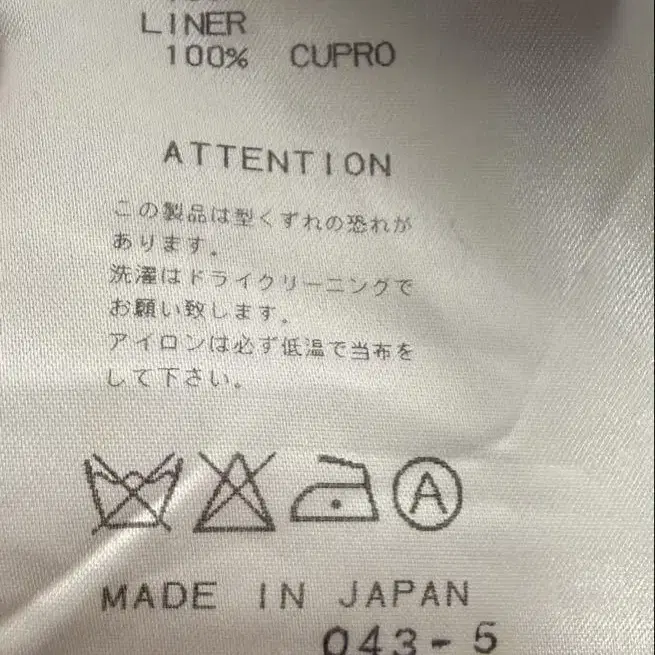 LINER
100% CUPRO
ATTENTION
この製品は型くずれの恐れが
あります。
洗濯はドライクリーニングで
お願い致します。
アイロンは必ず低温で当布を
して下さい。
A
MADE IN JAPAN
043-5